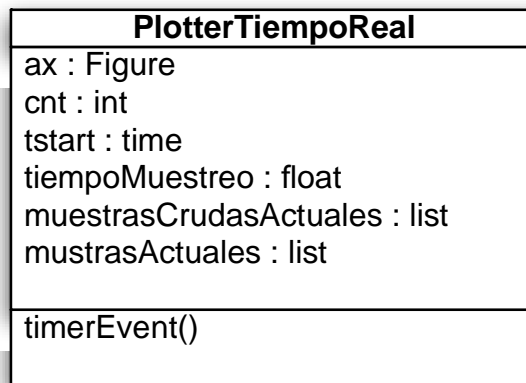 PlotterTiempoReal
ax : Figure
cnt : int
tstart : time
tiempoMuestreo : float
muestrasCrudasActuales : list
mustrasActuales : list
timerEvent()